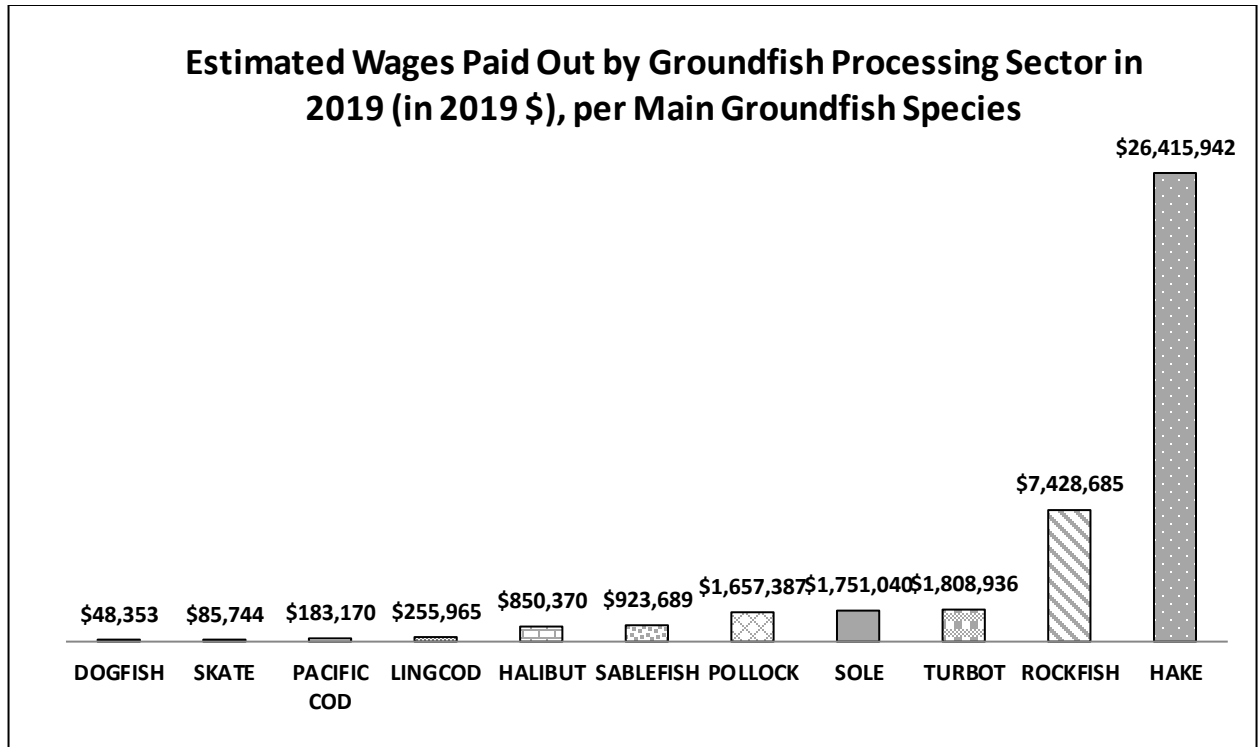 Estimated Wages Paid Out by Groundfish Processing Sector in
2019 (in 2019 $), per Main Groundfish Species
$26,415,942
$7,428,685
$48,353 $85,744 $183,170 $255,965 $850,370 $923,689 $1,657,387 $1,751,040 $1,808,936
DOGFISH SKATE PACIFIC LINGCOD HALIBUT SABLEFISH POLLOCK SOLE TURBOT ROCKFISH HAKE
COD